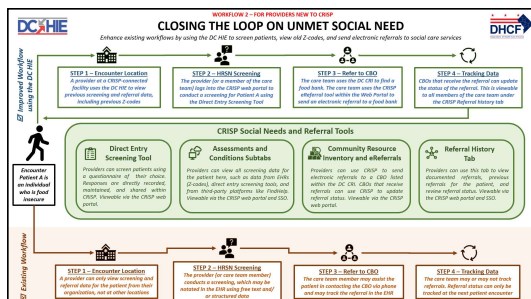 WORKFLOW 2 – FOR PROVIDERS NEW TO CRISP
DC HIE
CLOSING THE LOOP ON UNMET SOCIAL NEED
DHCF
Enhance existing workflows by using the DC HIE to screen patients, view old Z-codes, and send electronic referrals to social care services
Improved Workflow
using the DC HIE
STEP 1 – Encounter Location
A provider at a CRISP-connected
facility uses the DC HIE to view
previous screening and referral data,
including previous Z-codes
STEP 2 – HRSN Screening
The provider (or a member of the care
team) logs into the CRISP web portal to
conduct a screening for Patient A using
the Direct Entry Screening Tool
STEP 3 – Refer to CBO
The care team uses the DC CRI to find a
food bank. The care team uses the CRISP
eReferral tool within the Web Portal to
send an electronic referral to a food bank
STEP 4 – Tracking Data
CBOs that receive the referral can update
the status of the referral. This is viewable
to all members of the care team under
the CRISP Referral history tab
CRISP Social Needs and Referral Tools
Direct Entry
Screening Tool
Providers can screen patients using
a questionnaire of their choice.
Responses are directly recorded,
maintained, and shared within
CRISP. Viewable via the CRISP web
portal.
Assessments and
Conditions Subtabs
Providers can view all screening data for
the patient here, such as data from EHRs
(Z-codes), direct entry screening tools, and
from third-party platforms like FindHelp.
Viewable via the CRISP web portal and SSO.
Community Resource
Inventory and eReferrals
Providers can use CRISP to send
electronic referrals to a CBO listed
within the DC CRI. CBOs that receive
referrals can use CRISP to update
referral status. Viewable via the CRISP
web portal.
Referral History
Tab
Providers can use this tab to view
documented referrals, previous
referrals for the patient, and
review referral status. Viewable via
the CRISP web portal and SSO.
Encounter
Patient A is
an individual
who is food
insecure
Existing Workflow
STEP 1 – Encounter Location
A provider can only view screening and
referral data for the patient from their
organization, not at other locations
STEP 2 – HRSN Screening
The provider (or care team member)
conducts a screening, which may be
notated in the EHR using free text and/
or structured data
STEP 3 – Refer to CBO
The care team member may assist the
patient in contacting the CBO via phone
and may track the referral in the EHR
STEP 4 – Tracking Data
The care team may or may not track
referrals. Referral status can only be
tracked at the next patient encounter